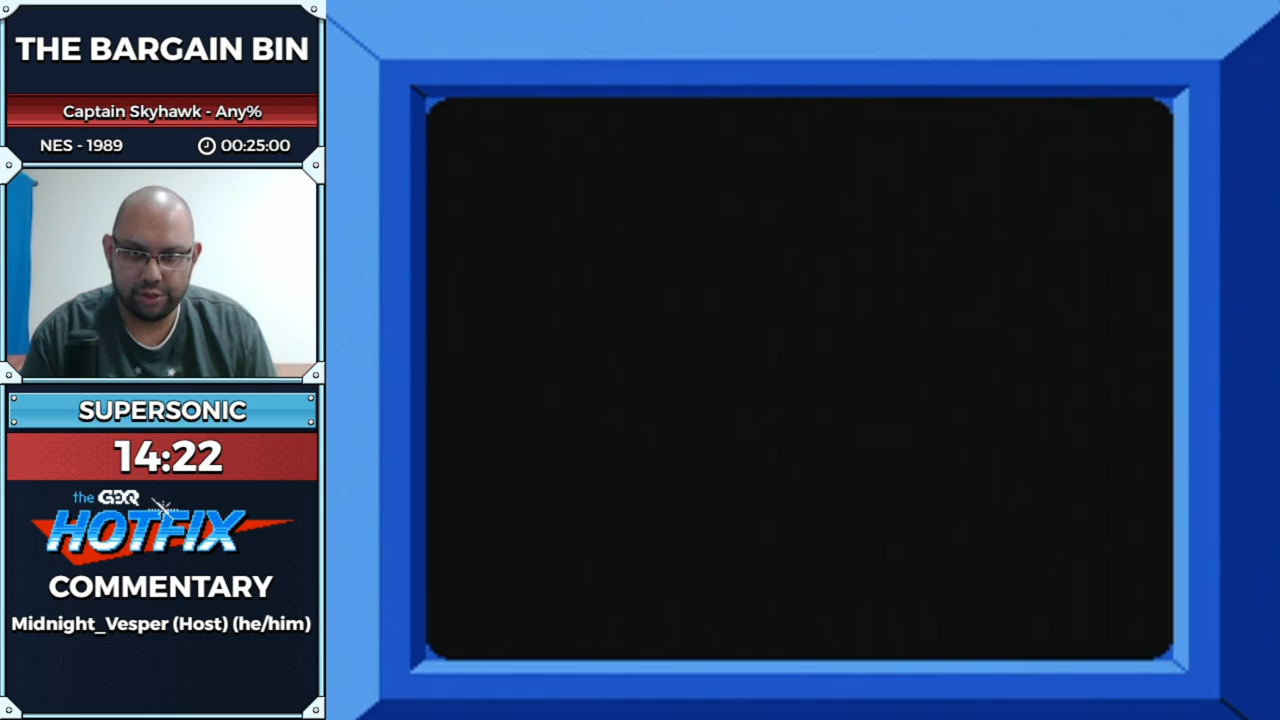 THE BARGAIN BIN
Captain Skyhawk - Any%
NES - 1989
00:25:00
SUPERSONIC
14:22
the GDQ
HOTFIX
COMMENTARY
Midnight_Vesper (Host) (he/him)